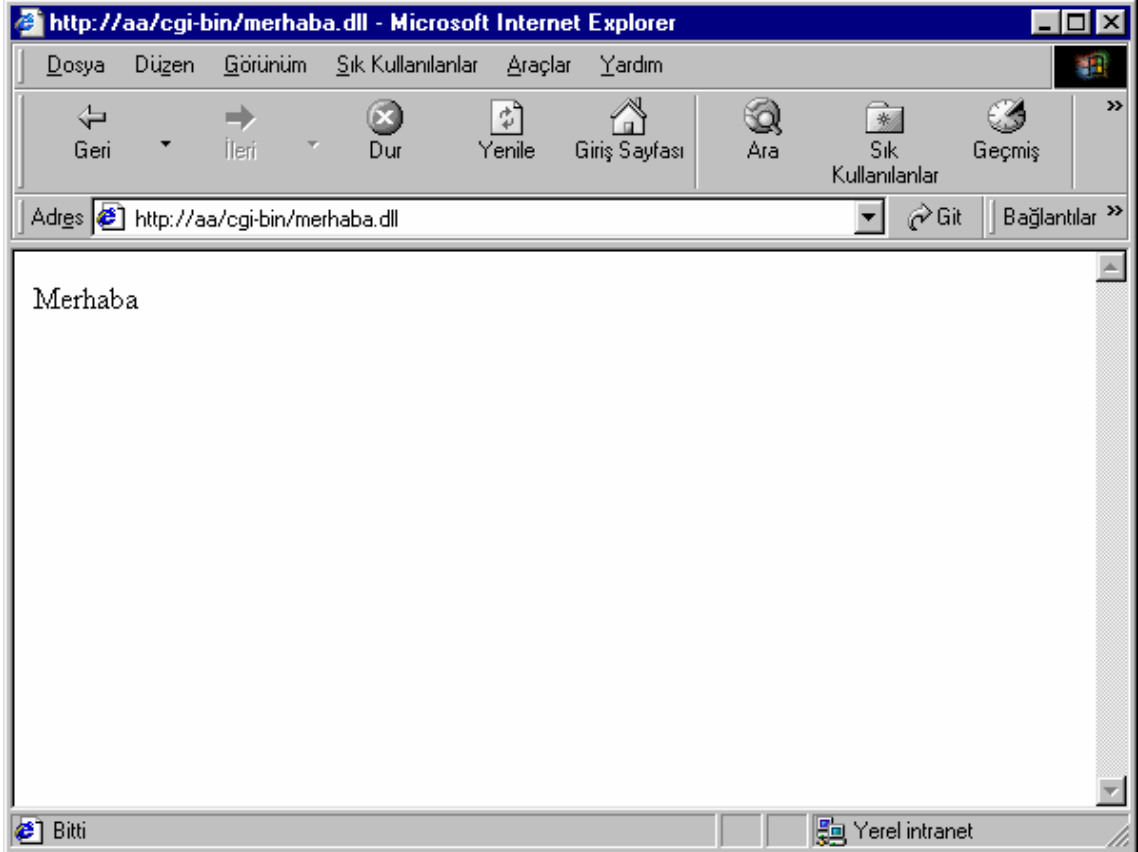 http://aa/cgi-bin/merhaba.dll - Microsoft Internet Explorer
Dosya Düzen Görünüm Sık Kullanılanlar Araçlar Yardım
Geri İleri Dur Yenile Giriş Sayfası Ara Sık Kullanılanlar Geçmiş »
Adres http://aa/cgi-bin/merhaba.dll Git Bağlantılar »
Merhaba
Bitti Yerel intranet